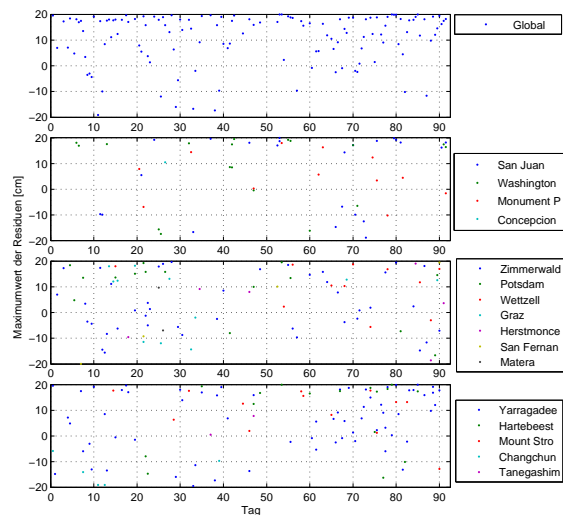 20
10
0
−10
−20
0 10 20 30 40 50 60 70 80 90
Global
20
10
0
−10
−20
0 10 20 30 40 50 60 70 80 90
San Juan
Washington
Monument P
Concepcion
Maximumwert der Residuen [cm]
20
10
0
−10
−20
0 10 20 30 40 50 60 70 80 90
Zimmerwald
Potsdam
Wettzell
Graz
Herstmonce
San Fernan
Matera
20
10
0
−10
−20
0 10 20 30 40 50 60 70 80 90
Tag
Yarragadee
Hartebeest
Mount Stro
Changchun
Tanegashim